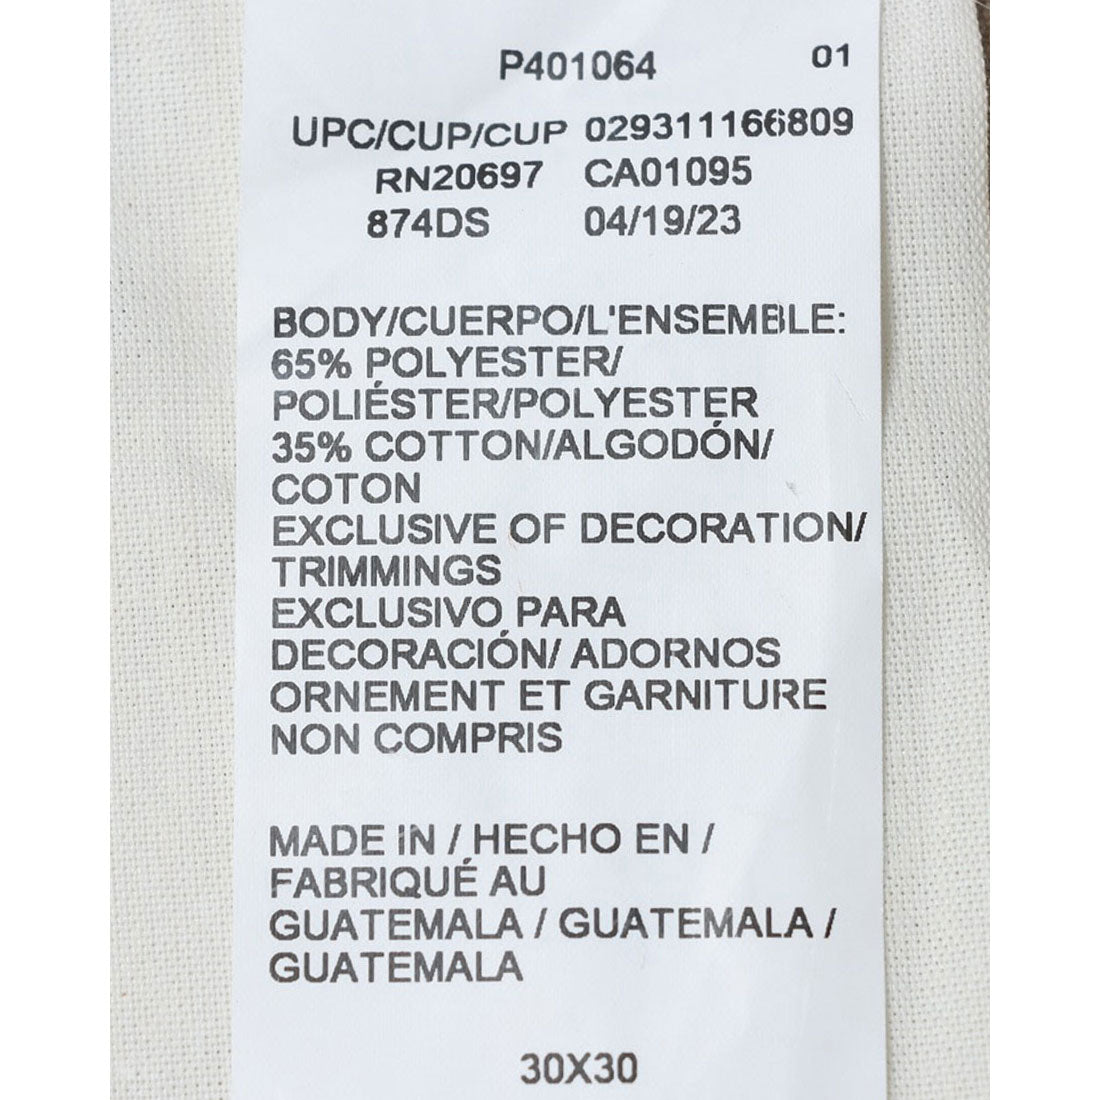 P401064 01
UPC/CUP/CUP 029311166809
RN20697 CA01095
874DS 04/19/23
BODY/CUERPO/L'ENSEMBLE:
65% POLYESTER/
POLIÉSTER/POLYESTER
35% COTTON/ALGODÓN/
COTON
EXCLUSIVE OF DECORATION/
TRIMMINGS
EXCLUSIVO PARA
DECORACIÓN/ ADORNOS
ORNEMENT ET GARNITURE
NON COMPRIS
MADE IN / HECHO EN /
FABRIQUÉ AU
GUATEMALA / GUATEMALA /
GUATEMALA
30X30